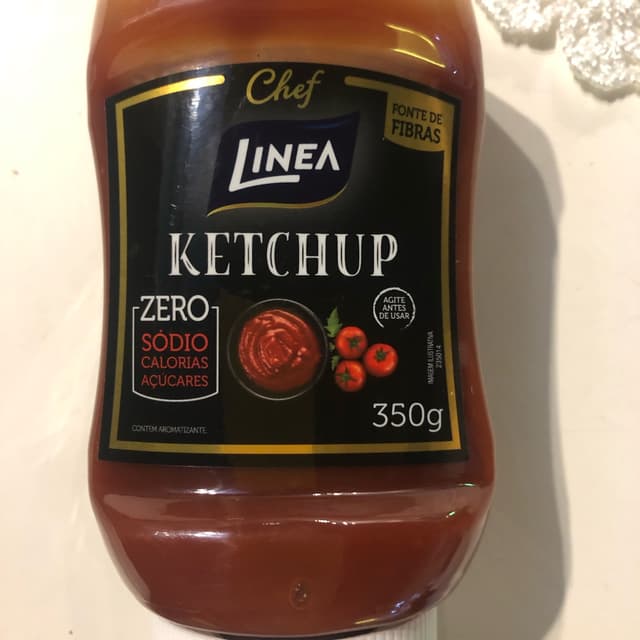 Chef
FONTE DE
FIBRAS
LINEA
KETCHUP
ZERO
SÓDIO
CALORIAS
AÇÚCARES
AGITE
ANTES
DE USAR
IMAGEM ILUSTRATIVA
235014
350g
CONTÉM AROMATIZANTE.